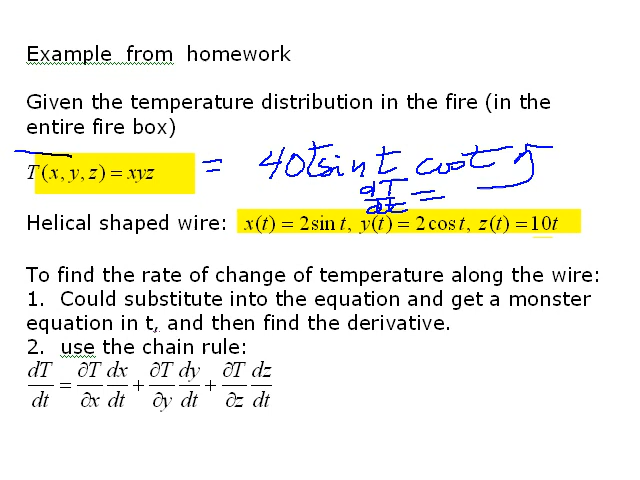 Example from homework
Given the temperature distribution in the fire (in the
entire fire box)
T(x, y, z) = xyz = 40t sin t cos t
dT/dt =
Helical shaped wire: x(t) = 2 sin t, y(t) = 2 cos t, z(t) = 10t
To find the rate of change of temperature along the wire:
1. Could substitute into the equation and get a monster
equation in t, and then find the derivative.
2. use the chain rule:
dT/dt = ∂T/∂x dx/dt + ∂T/∂y dy/dt + ∂T/∂z dz/dt